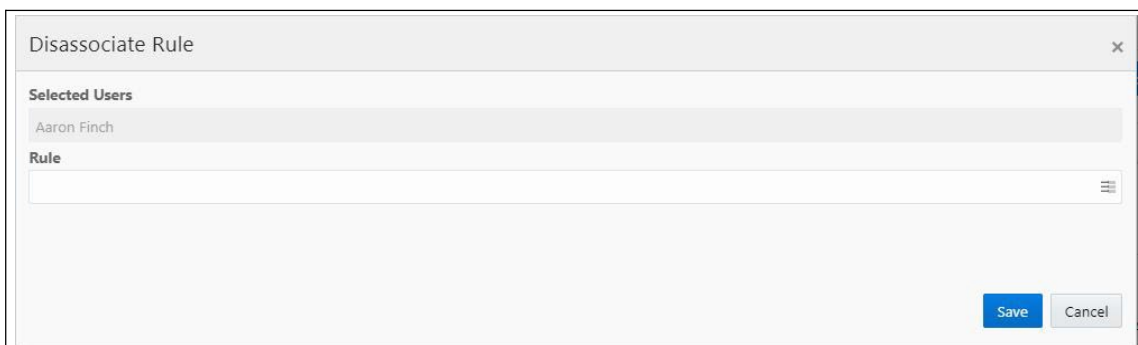 Disassociate Rule
Selected Users
Aaron Finch
Rule
Save Cancel